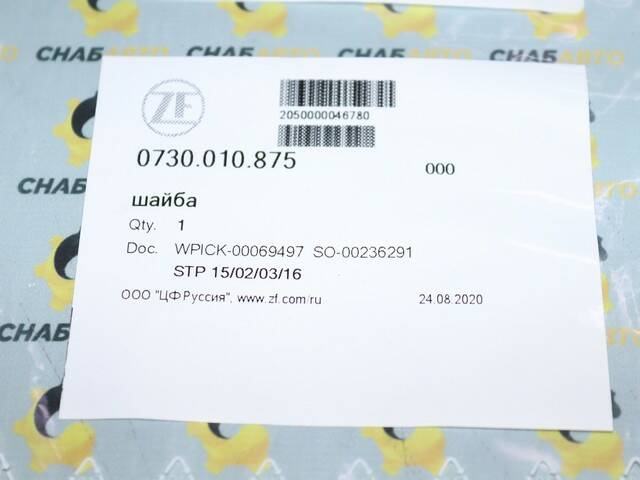 СНАБАВТО
СНАБАВТО
ZF
2050000046780
0730.010.875
000
СНАБ
шайба
Qty. 1
Doc. WPICK-00069497 SO-00236291
STP 15/02/03/16
ООО "ЦФ Руссия", www.zf.com/ru
24.08.2020
СНА